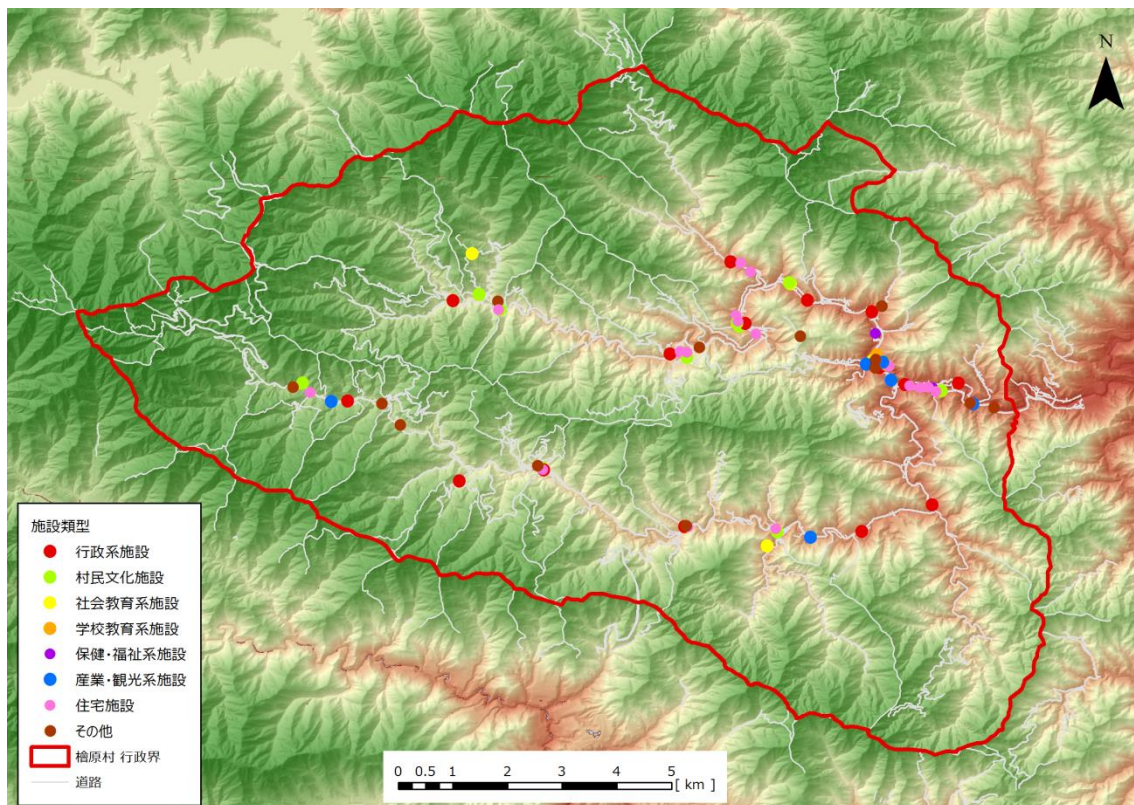 N
施設類型
行政系施設
村民文化施設
社会教育系施設
学校教育系施設
保健・福祉系施設
産業・観光系施設
住宅施設
その他
檜原村 行政界
道路
0 0.5 1 2 3 4 5 [ km ]